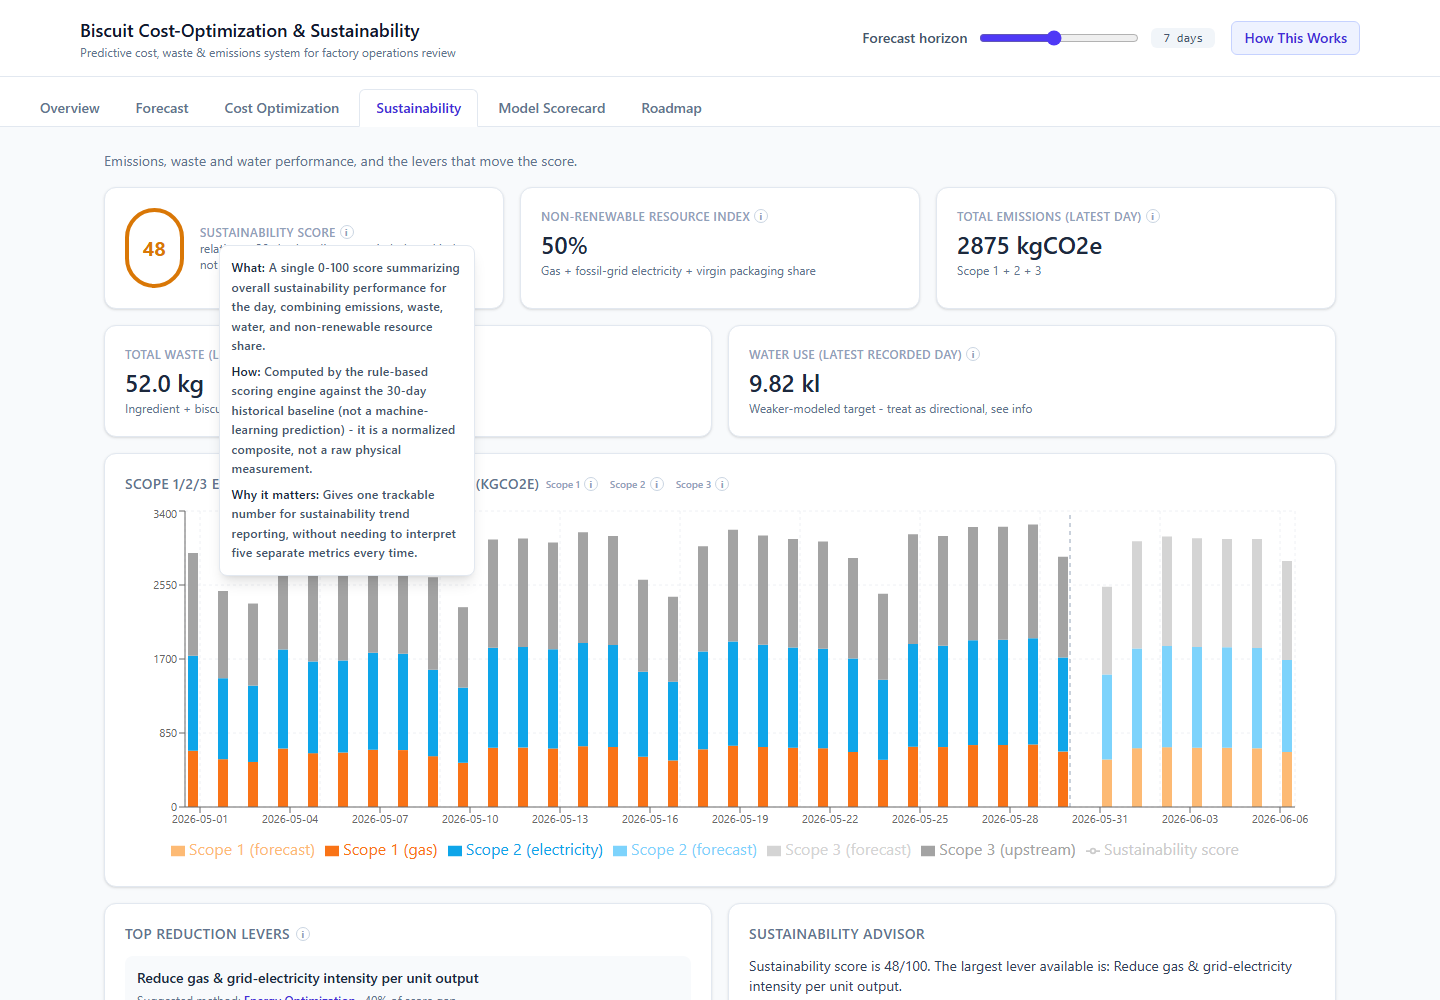 Biscuit Cost-Optimization & Sustainability
Predictive cost, waste & emissions system for factory operations review
Forecast horizon
7 days
How This Works
Overview
Forecast
Cost Optimization
Sustainability
Model Scorecard
Roadmap
Emissions, waste and water performance, and the levers that move the score.
48
SUSTAINABILITY SCORE i
not
What: A single 0-100 score summarizing
overall sustainability performance for
the day, combining emissions, waste,
water, and non-renewable resource
share.
How: Computed by the rule-based
scoring engine against the 30-day
historical baseline (not a machine-
learning prediction) - it is a normalized
composite, not a raw physical
measurement.
Why it matters: Gives one trackable
number for sustainability trend
reporting, without needing to interpret
five separate metrics every time.
NON-RENEWABLE RESOURCE INDEX i
50%
Gas + fossil-grid electricity + virgin packaging share
TOTAL EMISSIONS (LATEST DAY) i
2875 kgCO2e
Scope 1 + 2 + 3
TOTAL WASTE (L
52.0 kg
Ingredient + biscu
WATER USE (LATEST RECORDED DAY) i
9.82 kl
Weaker-modeled target - treat as directional, see info
SCOPE 1/2/3 E
(KGCO2E) Scope 1 i Scope 2 i Scope 3 i
3400
2550
1700
850
0
2026-05-01
2026-05-04
2026-05-07
2026-05-10
2026-05-13
2026-05-16
2026-05-19
2026-05-22
2026-05-25
2026-05-28
2026-05-31
2026-06-03
2026-06-06
Scope 1 (forecast)
Scope 1 (gas)
Scope 2 (electricity)
Scope 2 (forecast)
Scope 3 (forecast)
Scope 3 (upstream)
Sustainability score
TOP REDUCTION LEVERS i
Reduce gas & grid-electricity intensity per unit output
Suggested method: Energy Optimization · 40% of score gap
SUSTAINABILITY ADVISOR
Sustainability score is 48/100. The largest lever available is: Reduce gas & grid-electricity
intensity per unit output.